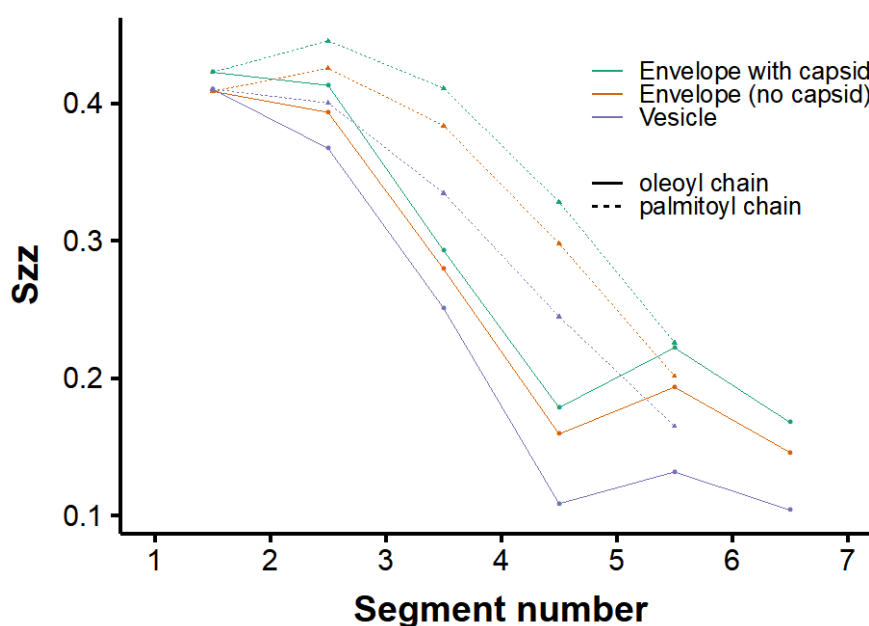 Szz
0.4
0.3
0.2
0.1
Envelope with capsid
Envelope (no capsid)
Vesicle
oleoyl chain
palmitoyl chain
1 2 3 4 5 6 7
Segment number